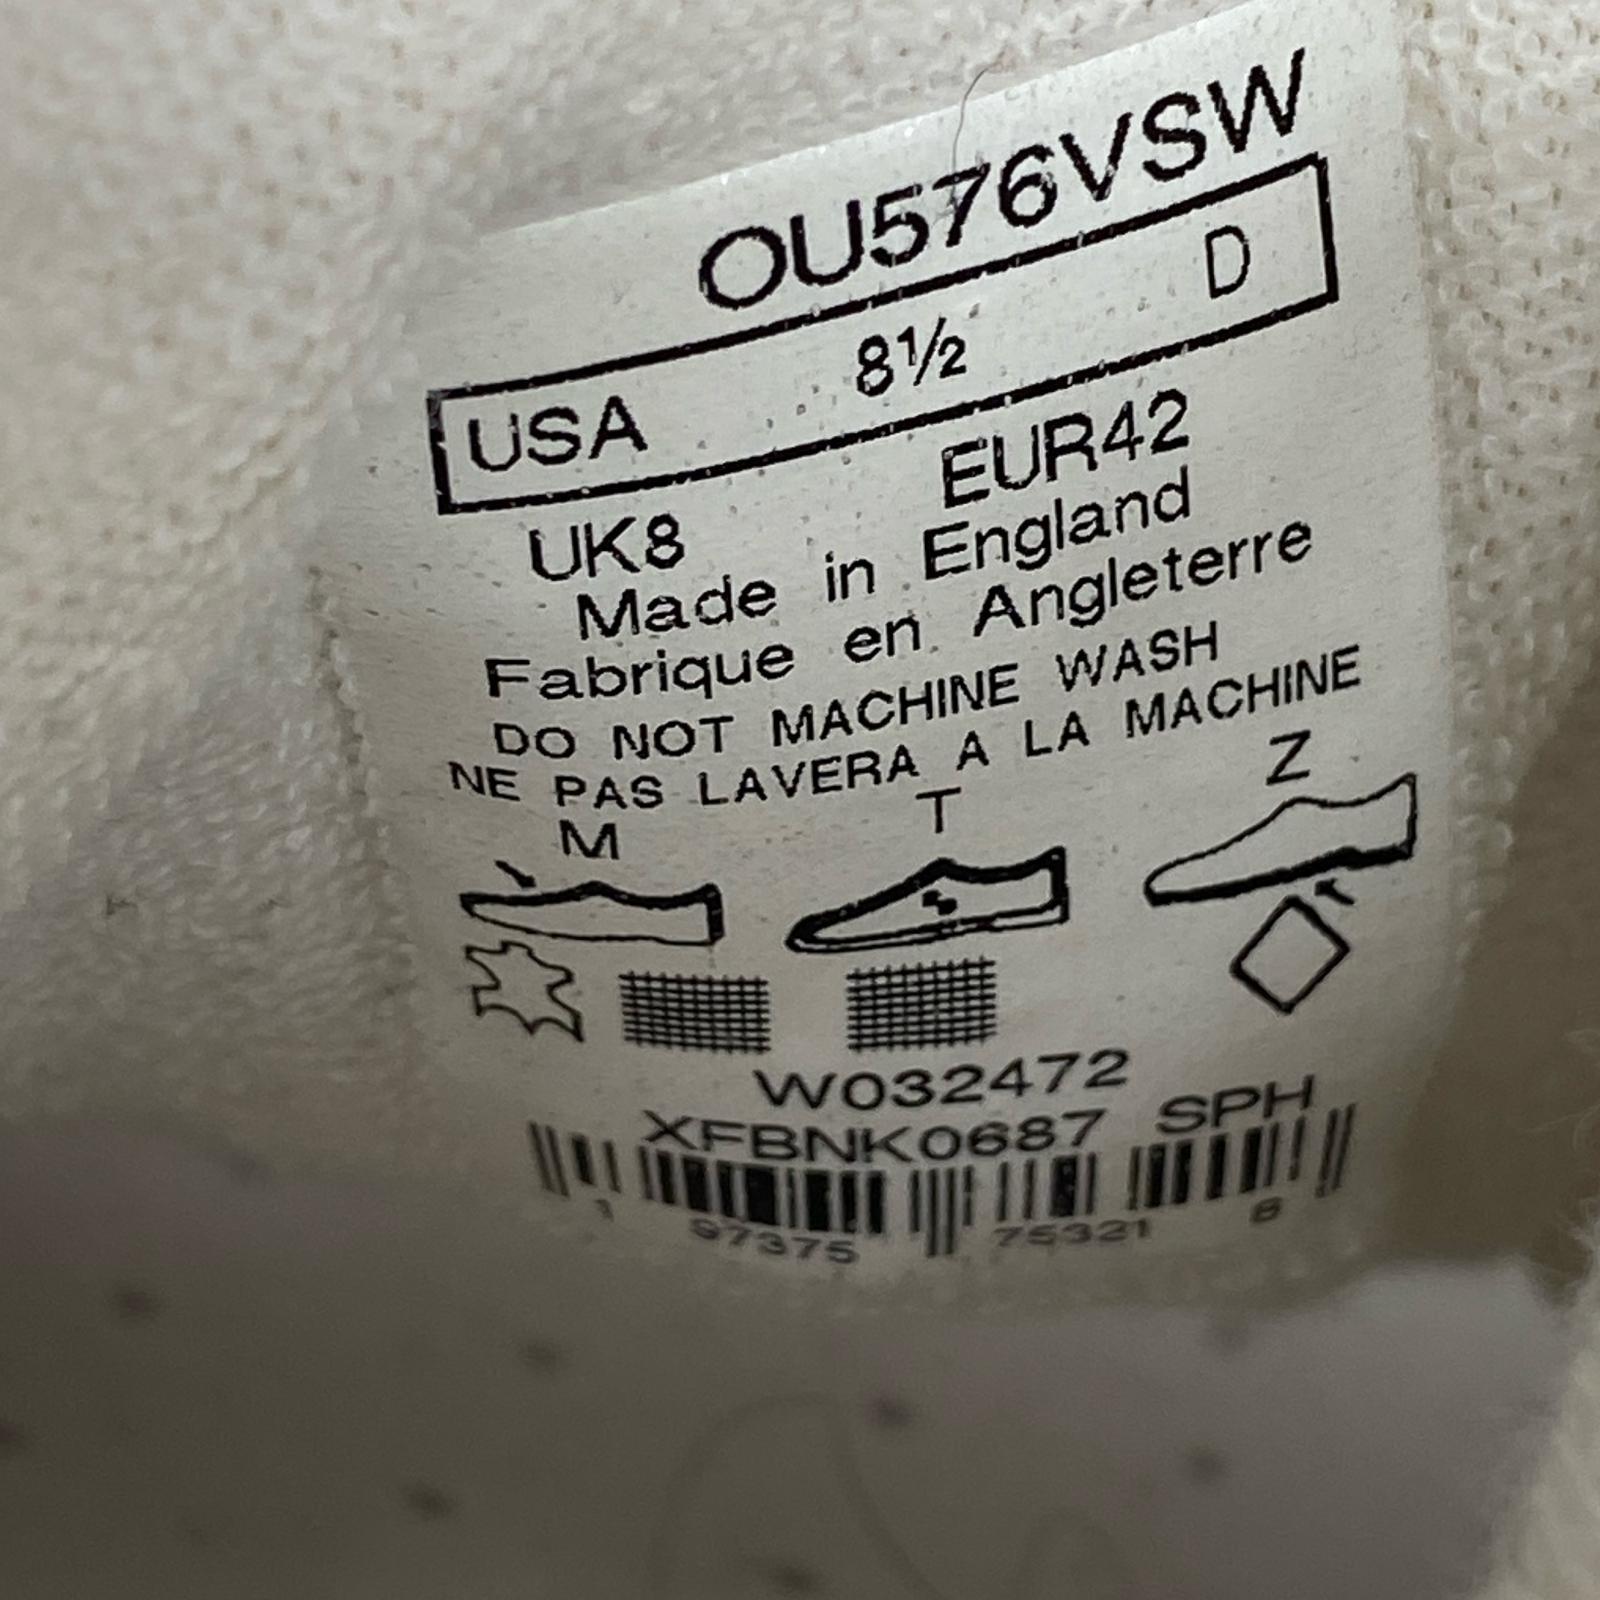 OU576VSW
USA 8½ D
UK8 EUR42
Made in England
Fabrique en Angleterre
DO NOT MACHINE WASH
NE PAS LAVERA A LA MACHINE
M T Z
W032472
XFBNK0687 SPH
1 97375 75321 8